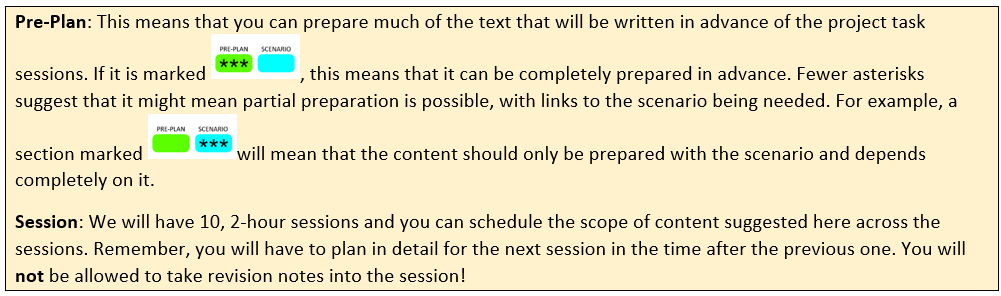 Pre-Plan: This means that you can prepare much of the text that will be written in advance of the project task
PRE-PLAN SCENARIO
sessions. If it is marked *** , this means that it can be completely prepared in advance. Fewer asterisks
suggest that it might mean partial preparation is possible, with links to the scenario being needed. For example, a
PRE-PLAN SCENARIO
section marked *** will mean that the content should only be prepared with the scenario and depends
completely on it.
Session: We will have 10, 2-hour sessions and you can schedule the scope of content suggested here across the
sessions. Remember, you will have to plan in detail for the next session in the time after the previous one. You will
not be allowed to take revision notes into the session!